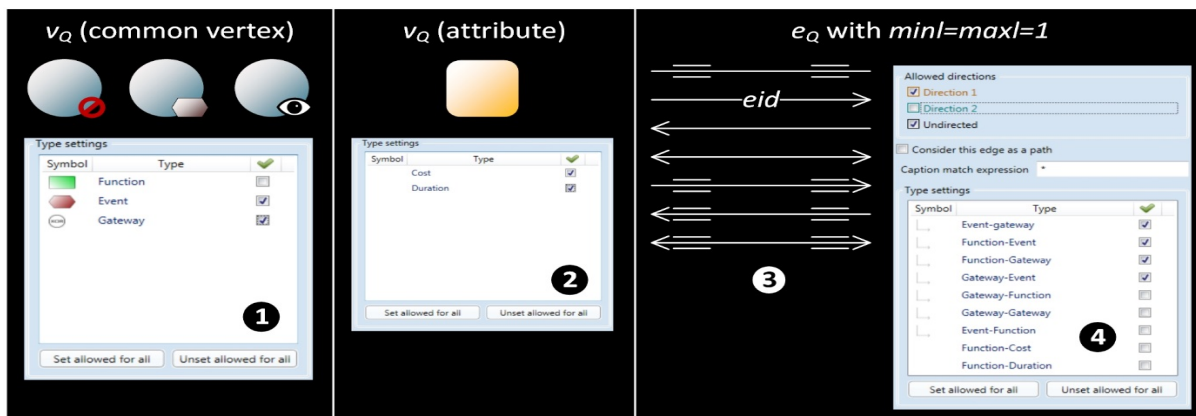 v_Q (common vertex)
Type settings
Symbol Type
Function
Event
XOR Gateway
1
Set allowed for all Unset allowed for all
v_Q (attribute)
Type settings
Symbol Type
Cost
Duration
2
Set allowed for all Unset allowed for all
e_Q with minl=maxl=1
eid
3
Allowed directions
Direction 1
Direction 2
Undirected
Consider this edge as a path
Caption match expression *
Type settings
Symbol Type
Event-gateway
Function-Event
Function-Gateway
Gateway-Event
Gateway-Function
Gateway-Gateway
Event-Function
Function-Cost
Function-Duration
4
Set allowed for all Unset allowed for all